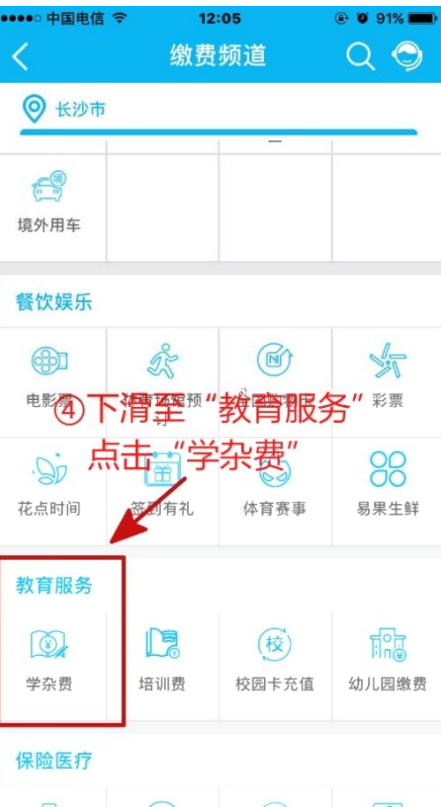 中国电信 12:05 91%
缴费频道
长沙市
境外用车
餐饮娱乐
④下滑至“教育服务”
点击“学杂费”
电影票 彩票
花点时间 签到有礼 体育赛事 易果生鲜
教育服务
学杂费 培训费 校园卡充值 幼儿园缴费
保险医疗